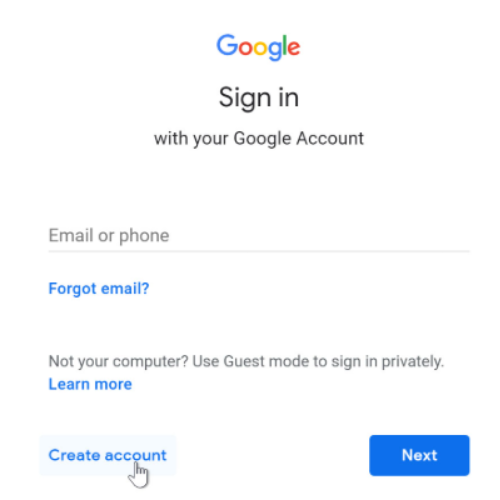 Google
Sign in
with your Google Account
Email or phone
Forgot email?
Not your computer? Use Guest mode to sign in privately.
Learn more
Create account
Next